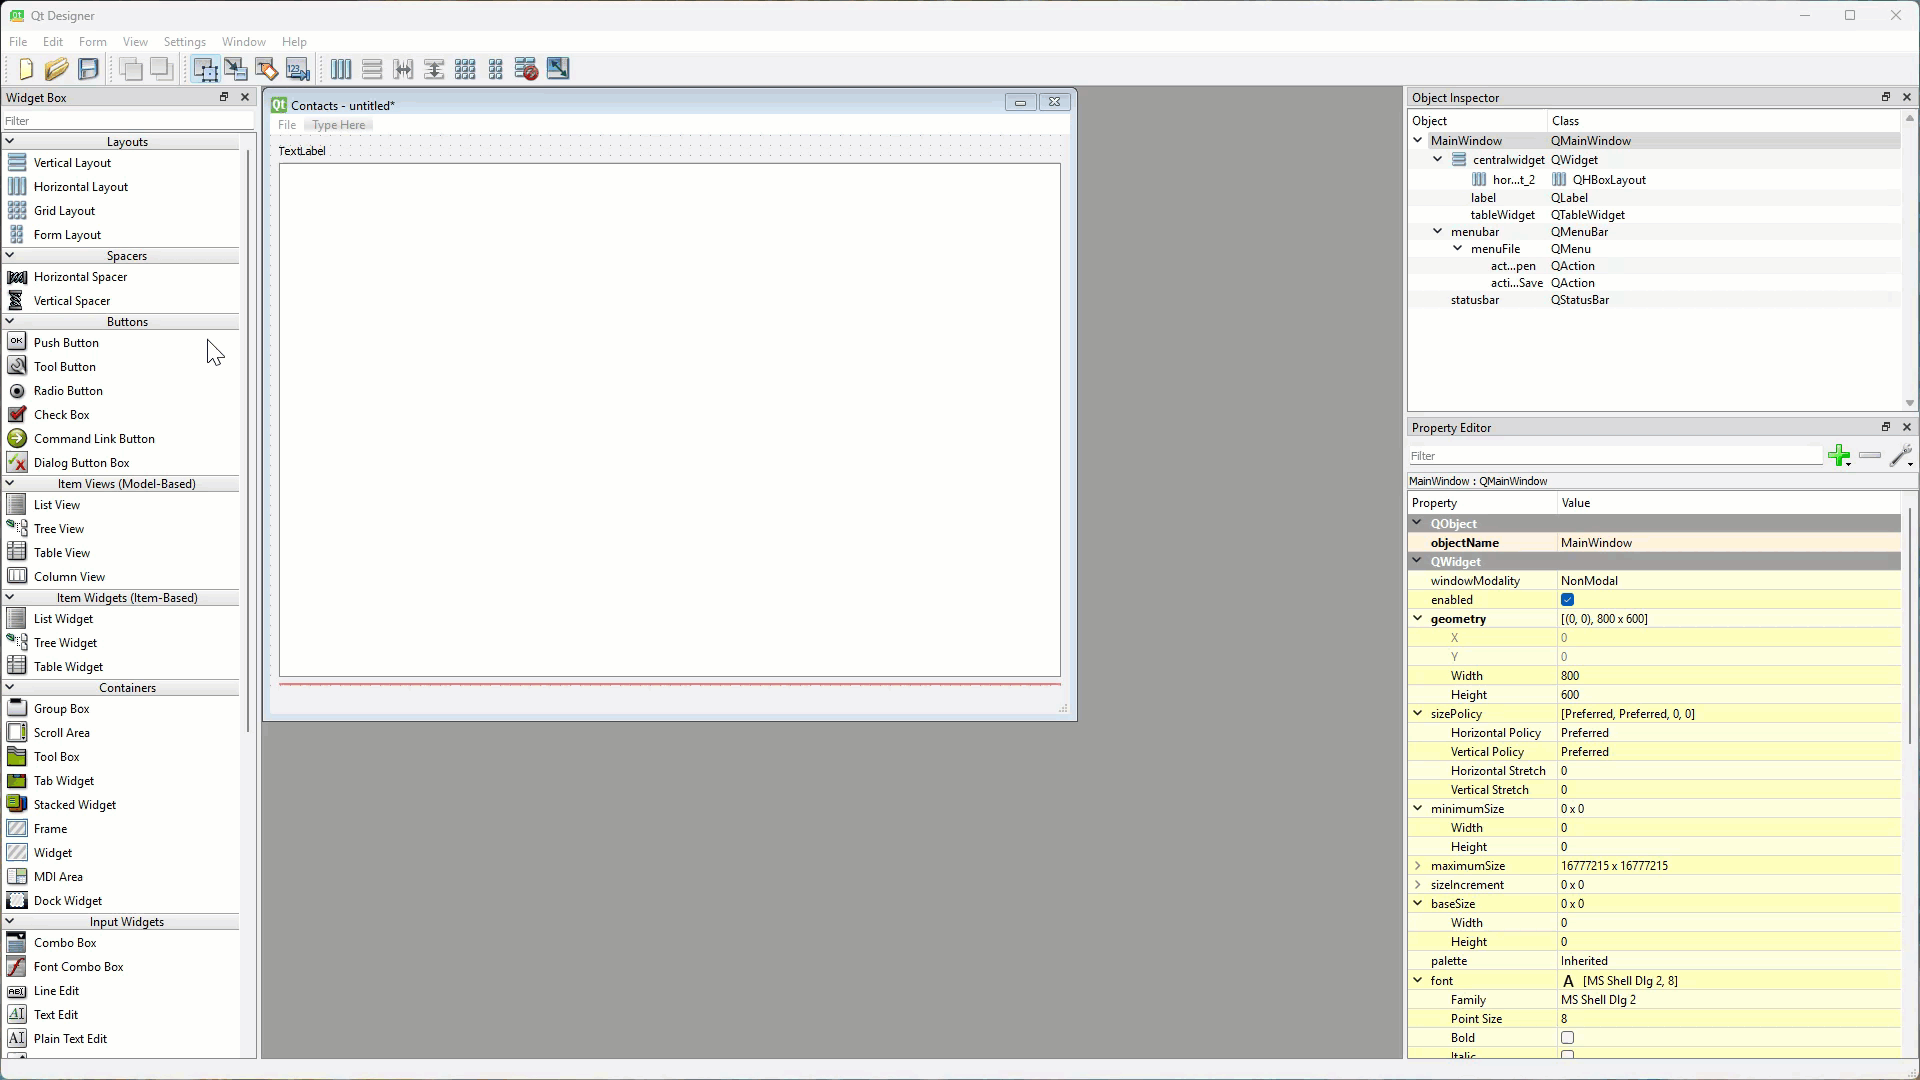 Qt Designer
File Edit Form View Settings Window Help
Widget Box
Filter
Layouts
Vertical Layout
Horizontal Layout
Grid Layout
Form Layout
Spacers
Horizontal Spacer
Vertical Spacer
Buttons
OK Push Button
Tool Button
Radio Button
Check Box
Command Link Button
Dialog Button Box
Item Views (Model-Based)
List View
Tree View
Table View
Column View
Item Widgets (Item-Based)
List Widget
Tree Widget
Table Widget
Containers
Group Box
Scroll Area
Tool Box
Tab Widget
Stacked Widget
Frame
Widget
MDI Area
Dock Widget
Input Widgets
Combo Box
Font Combo Box
Line Edit
Text Edit
Plain Text Edit
Qt Contacts - untitled*
File Type Here
TextLabel
Object Inspector
Object Class
MainWindow QMainWindow
centralwidget QWidget
hor...t_2 QHBoxLayout
label QLabel
tableWidget QTableWidget
menubar QMenuBar
menuFile QMenu
act...pen QAction
acti...Save QAction
statusbar QStatusBar
Property Editor
Filter
MainWindow : QMainWindow
Property Value
QObject
objectName MainWindow
QWidget
windowModality NonModal
enabled
geometry [(0, 0), 800 x 600]
X 0
Y 0
Width 800
Height 600
sizePolicy [Preferred, Preferred, 0, 0]
Horizontal Policy Preferred
Vertical Policy Preferred
Horizontal Stretch 0
Vertical Stretch 0
minimumSize 0 x 0
Width 0
Height 0
maximumSize 16777215 x 16777215
sizeIncrement 0 x 0
baseSize 0 x 0
Width 0
Height 0
palette Inherited
font A [MS Shell Dlg 2, 8]
Family MS Shell Dlg 2
Point Size 8
Bold
Italic